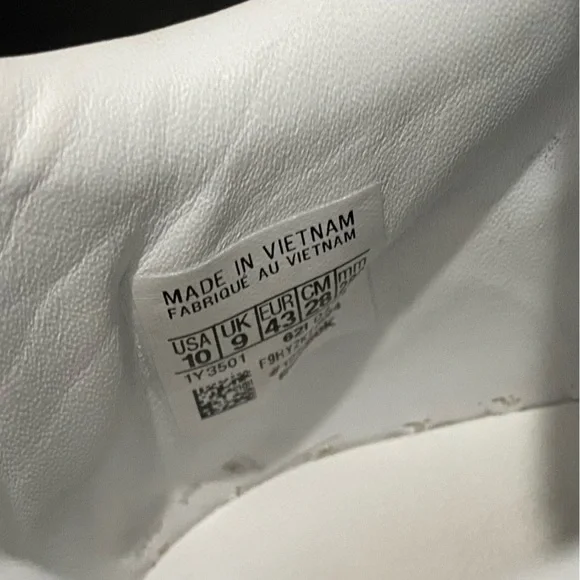 MADE IN VIETNAM
FABRIQUÉ AU VIETNAM
USA UK EUR CM mm
10 9 43 28
1Y3501